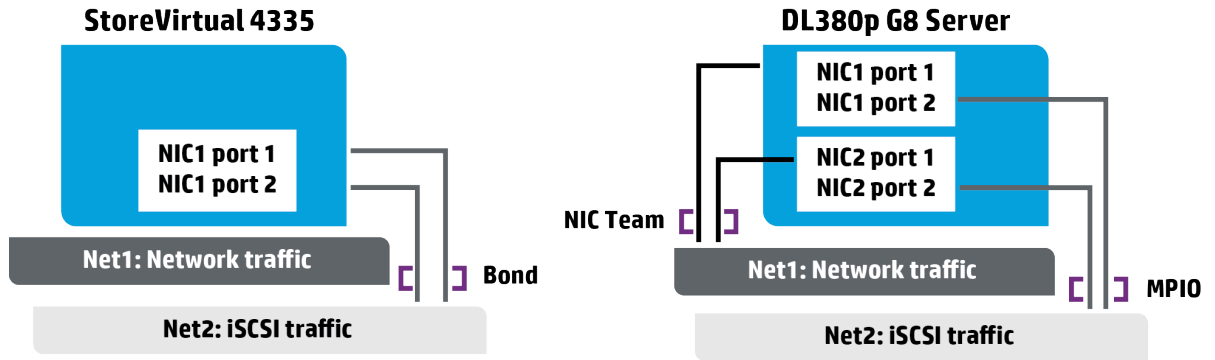 StoreVirtual 4335
NIC1 port 1
NIC1 port 2
Net1: Network traffic
Bond
Net2: iSCSI traffic
DL380p G8 Server
NIC1 port 1
NIC1 port 2
NIC2 port 1
NIC2 port 2
NIC Team
Net1: Network traffic
MPIO
Net2: iSCSI traffic